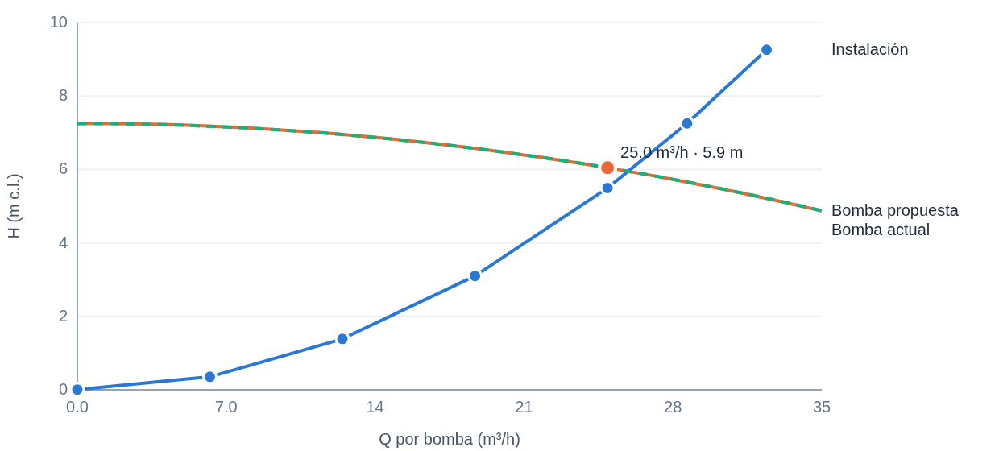 10
8
6
4
2
0
H (m c.l.)
0.0 7.0 14 21 28 35
Q por bomba (m³/h)
25.0 m³/h · 5.9 m
Instalación
Bomba propuesta
Bomba actual